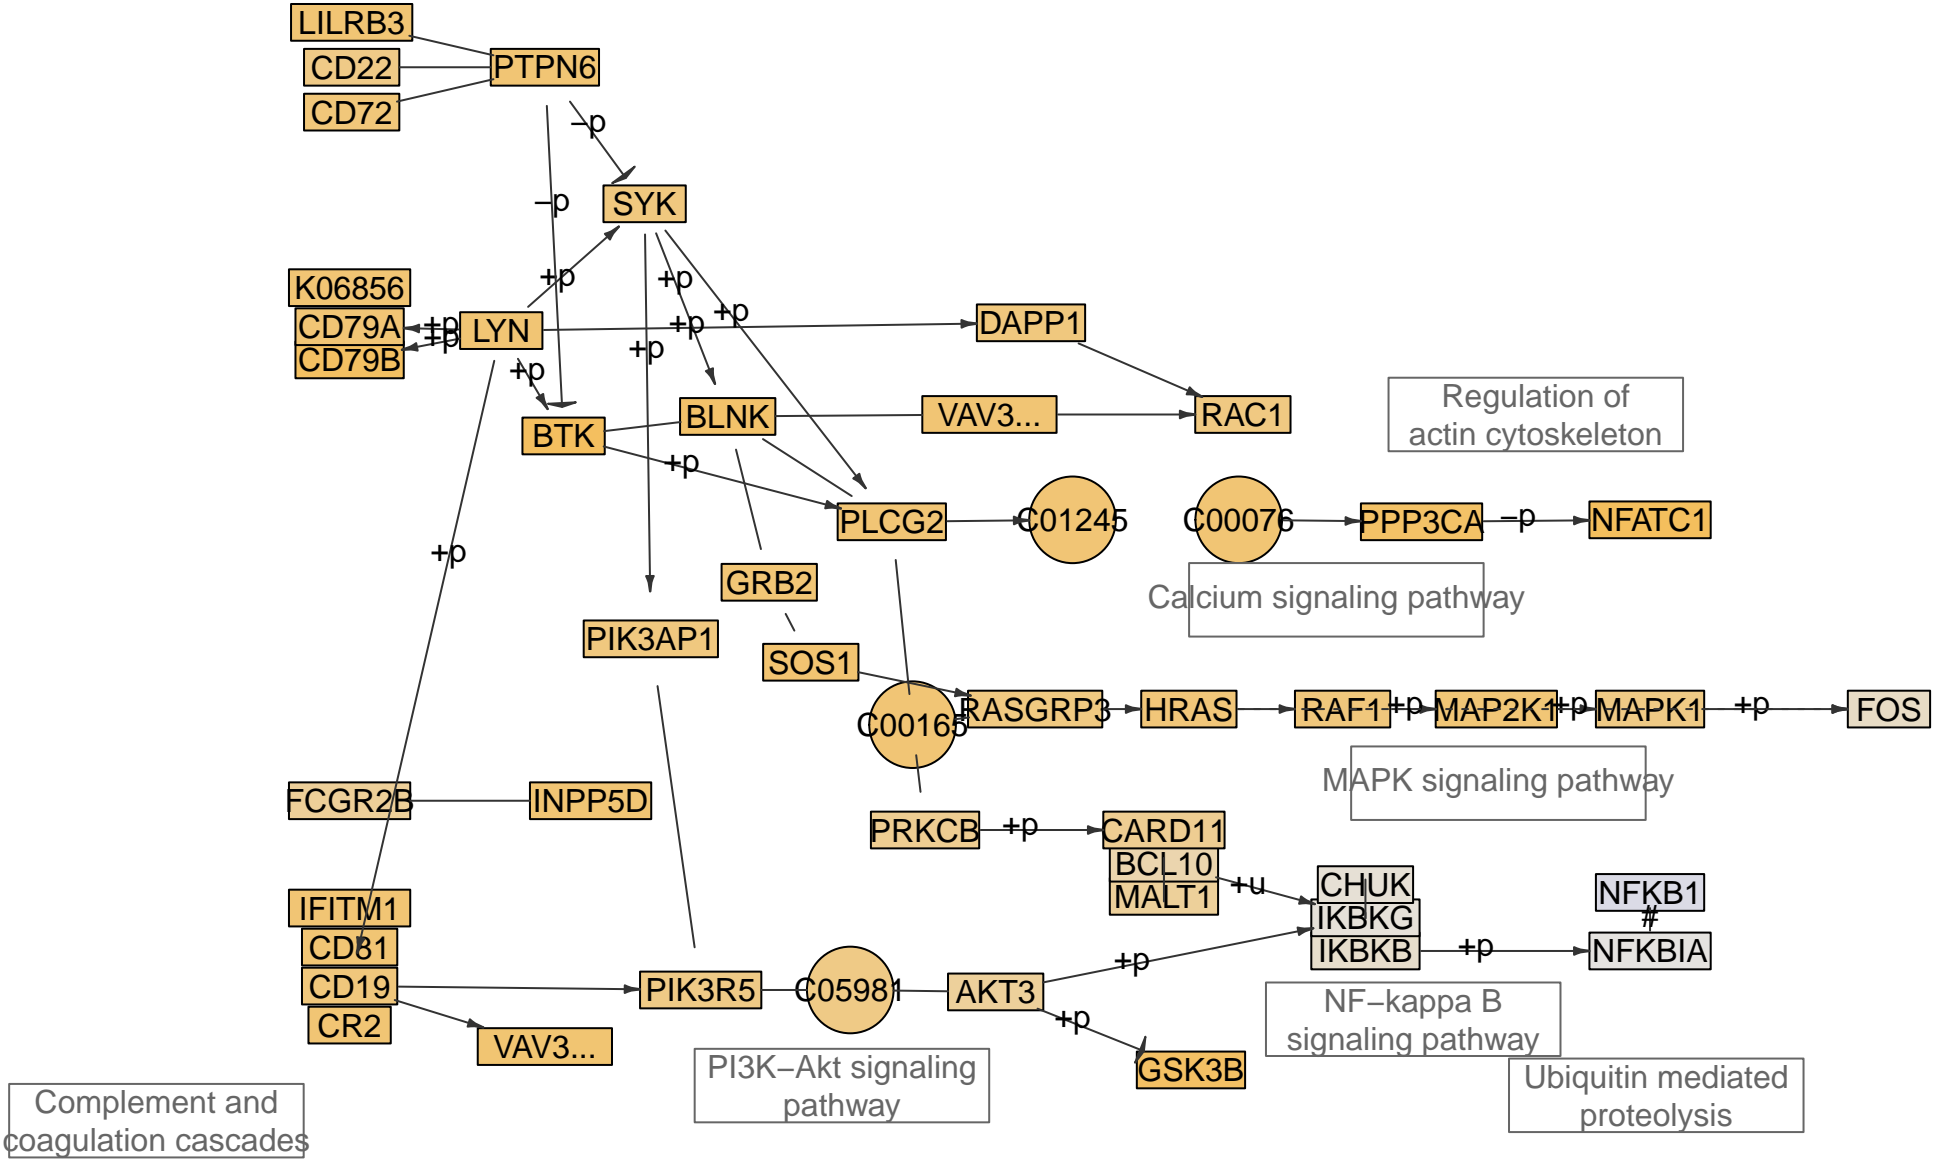 LILRB3
CD22
PTPN6
CD72
–p
SYK
–p
K06856
+p
+p
CD79A
+p
LYN
+p
+p
DAPP1
CD79B
+p
+p
+p
BTK
BLNK
VAV3...
RAC1
Regulation of
actin cytoskeleton
+p
PLCG2
C01245
C00076
PPP3CA
–p
NFATC1
+p
GRB2
Calcium signaling pathway
PIK3AP1
SOS1
C00165
RASGRP3
HRAS
RAF1
+p
MAP2K1
+p
MAPK1
+p
FOS
MAPK signaling pathway
FCGR2B
INPP5D
PRKCB
+p
CARD11
BCL10
MALT1
+u
CHUK
IKBKG
IKBKB
+p
NFKB1
#
NFKBIA
IFITM1
CD81
CD19
CR2
VAV3...
PIK3R5
C05981
AKT3
+p
+p
GSK3B
NF–kappa B
signaling pathway
PI3K–Akt signaling
pathway
Ubiquitin mediated
proteolysis
Complement and
coagulation cascades